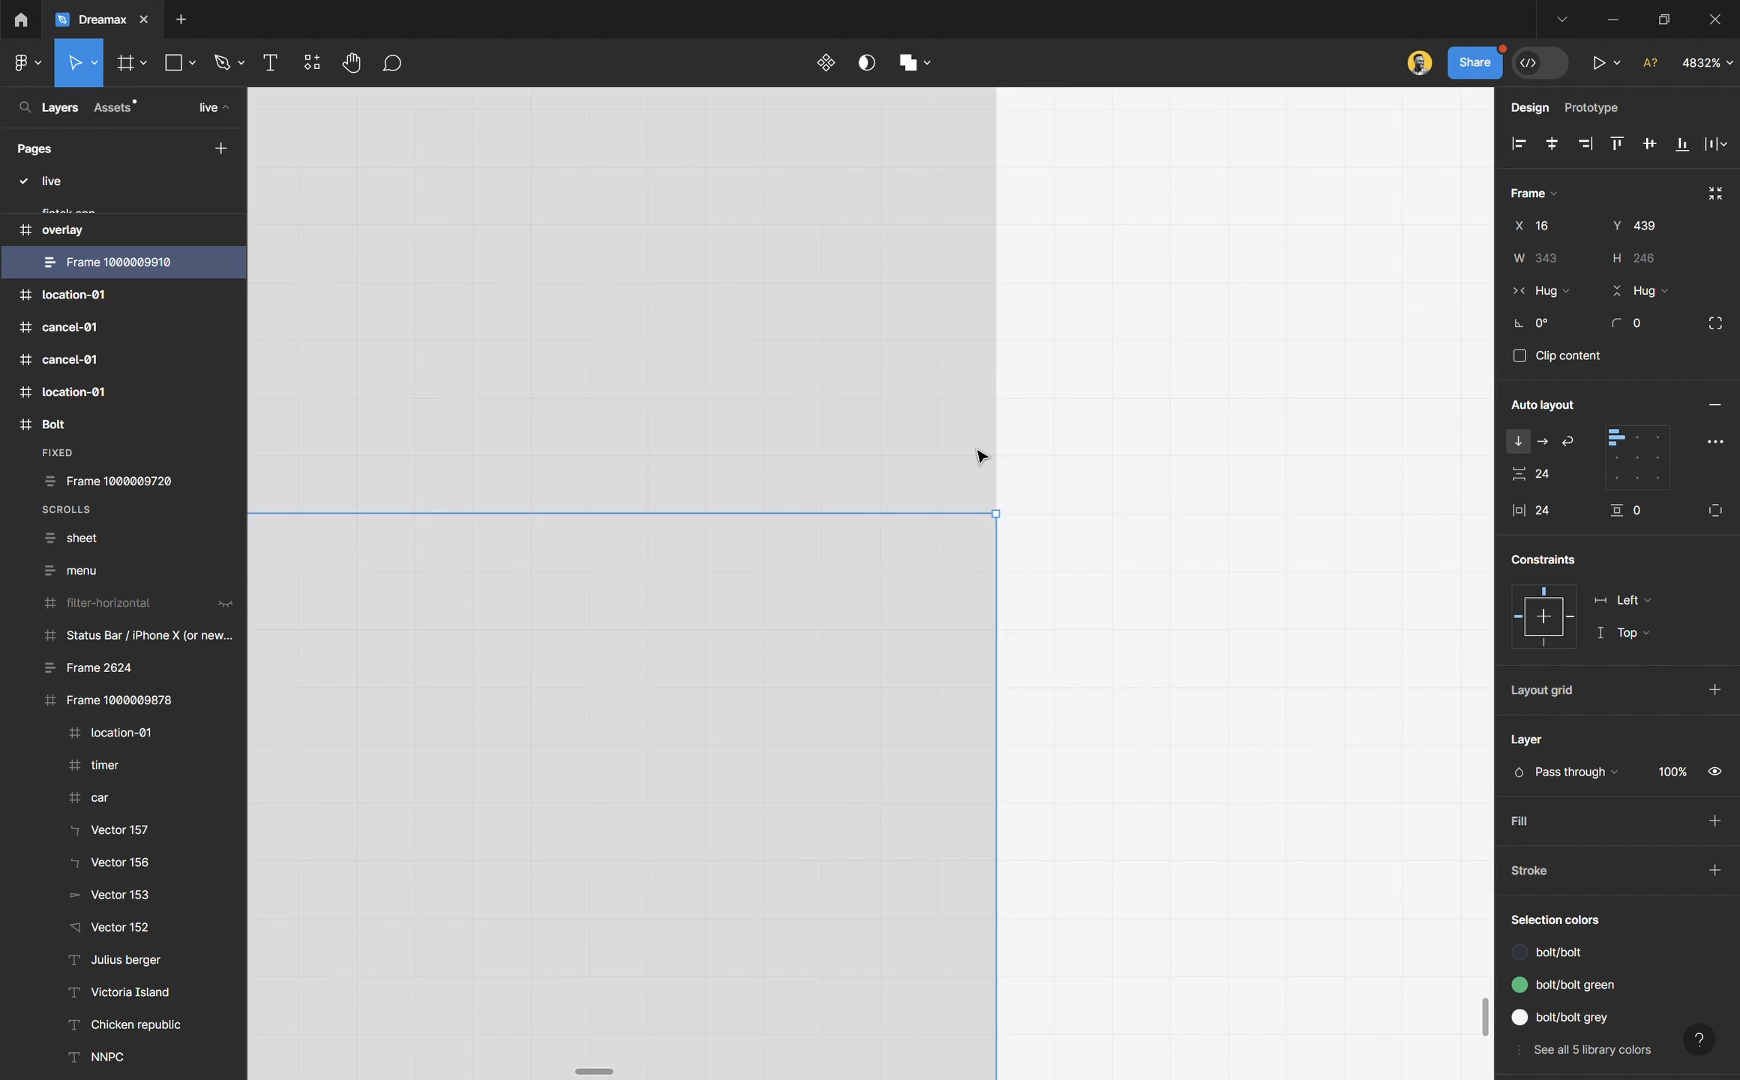 Dreamax
Share
A?
4832%
Layers
Assets
live
Pages
live
fintek app
overlay
Frame 1000009910
location-01
cancel-01
cancel-01
location-01
Bolt
FIXED
Frame 1000009720
SCROLLS
sheet
menu
filter-horizontal
Status Bar / iPhone X (or new...
Frame 2624
Frame 1000009878
location-01
timer
car
Vector 157
Vector 156
Vector 153
Vector 152
Julius berger
Victoria Island
Chicken republic
NNPC
Design
Prototype
Frame
X 16
Y 439
W 343
H 246
Hug
Hug
0°
0
Clip content
Auto layout
24
24
0
Constraints
Left
Top
Layout grid
Layer
Pass through
100%
Fill
Stroke
Selection colors
bolt/bolt
bolt/bolt green
bolt/bolt grey
See all 5 library colors
?